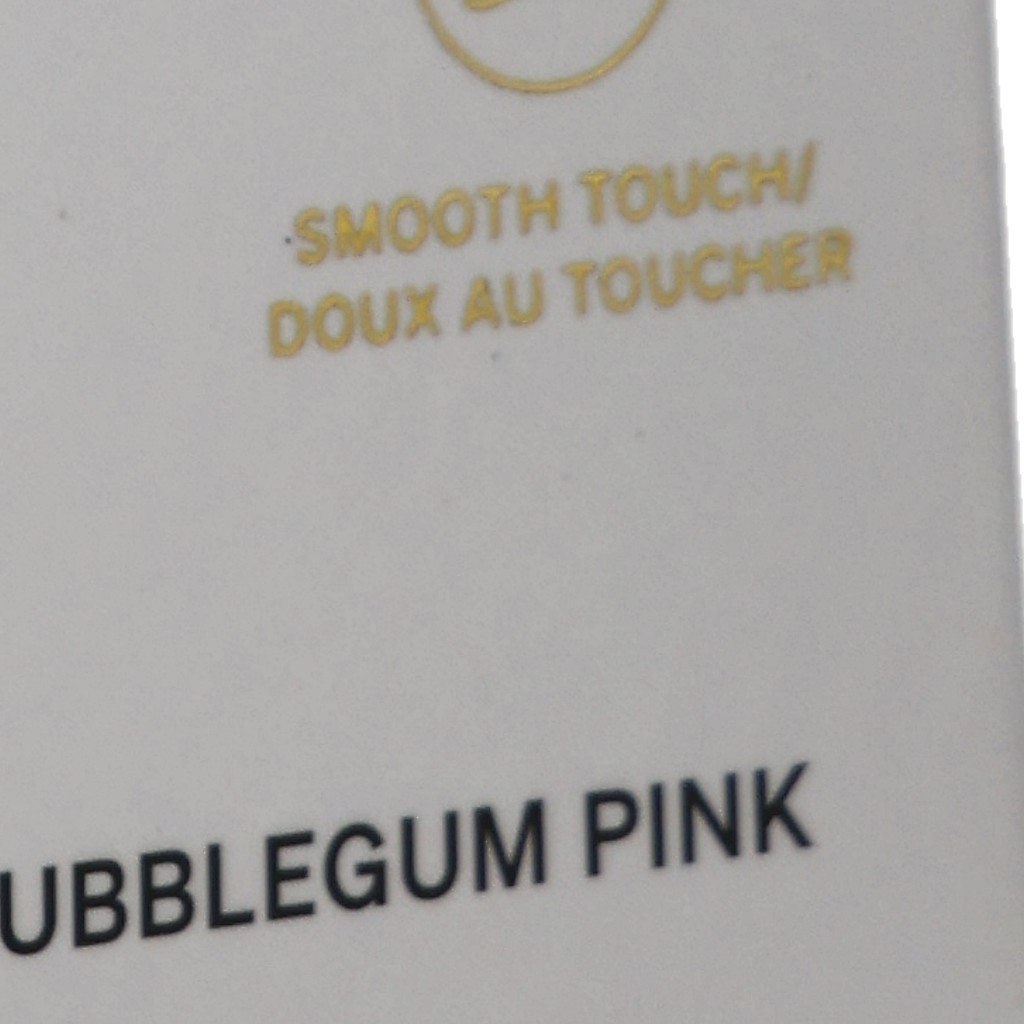 SMOOTH TOUCH/
DOUX AU TOUCHER
UBBLEGUM PINK